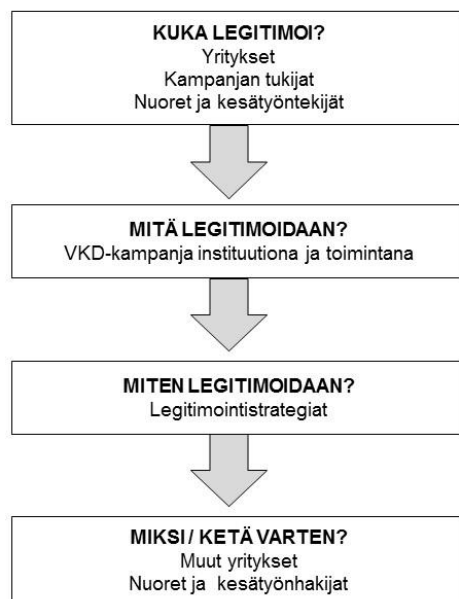 KUKA LEGITIMOI?
Yritykset
Kampanjan tukijat
Nuoret ja kesätyöntekijät
MITÄ LEGITIMOIDAAN?
VKD-kampanja instituutiona ja toimintana
MITEN LEGITIMOIDAAN?
Legitimointistrategiat
MIKSI / KETÄ VARTEN?
Muut yritykset
Nuoret ja kesätyönhakijat